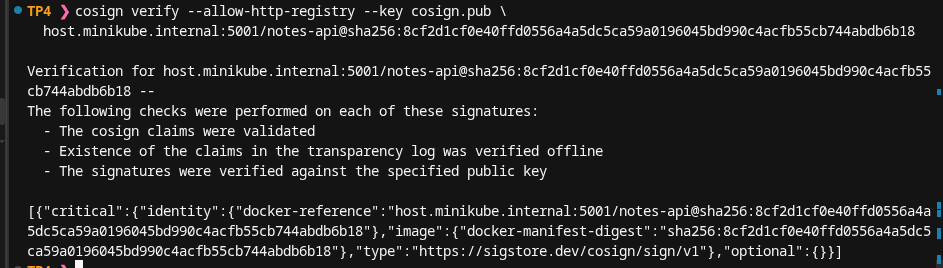 TP4 ❯ cosign verify --allow-http-registry --key cosign.pub \
host.minikube.internal:5001/notes-api@sha256:8cf2d1cf0e40ffd0556a4a5dc5ca59a0196045bd990c4acfb55cb744abdb6b18
Verification for host.minikube.internal:5001/notes-api@sha256:8cf2d1cf0e40ffd0556a4a5dc5ca59a0196045bd990c4acfb55
cb744abdb6b18 --
The following checks were performed on each of these signatures:
- The cosign claims were validated
- Existence of the claims in the transparency log was verified offline
- The signatures were verified against the specified public key
[{"critical":{"identity":{"docker-reference":"host.minikube.internal:5001/notes-api@sha256:8cf2d1cf0e40ffd0556a4a
5dc5ca59a0196045bd990c4acfb55cb744abdb6b18"},"image":{"docker-manifest-digest":"sha256:8cf2d1cf0e40ffd0556a4a5dc5
ca59a0196045bd990c4acfb55cb744abdb6b18"},"type":"https://sigstore.dev/cosign/sign/v1"},"optional":{}}]
TP4 ❯